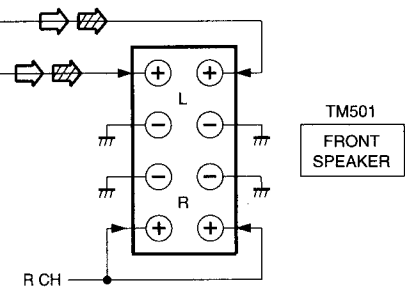 + +
L
− −
TM501
FRONT
SPEAKER
− −
R
+ +
R CH